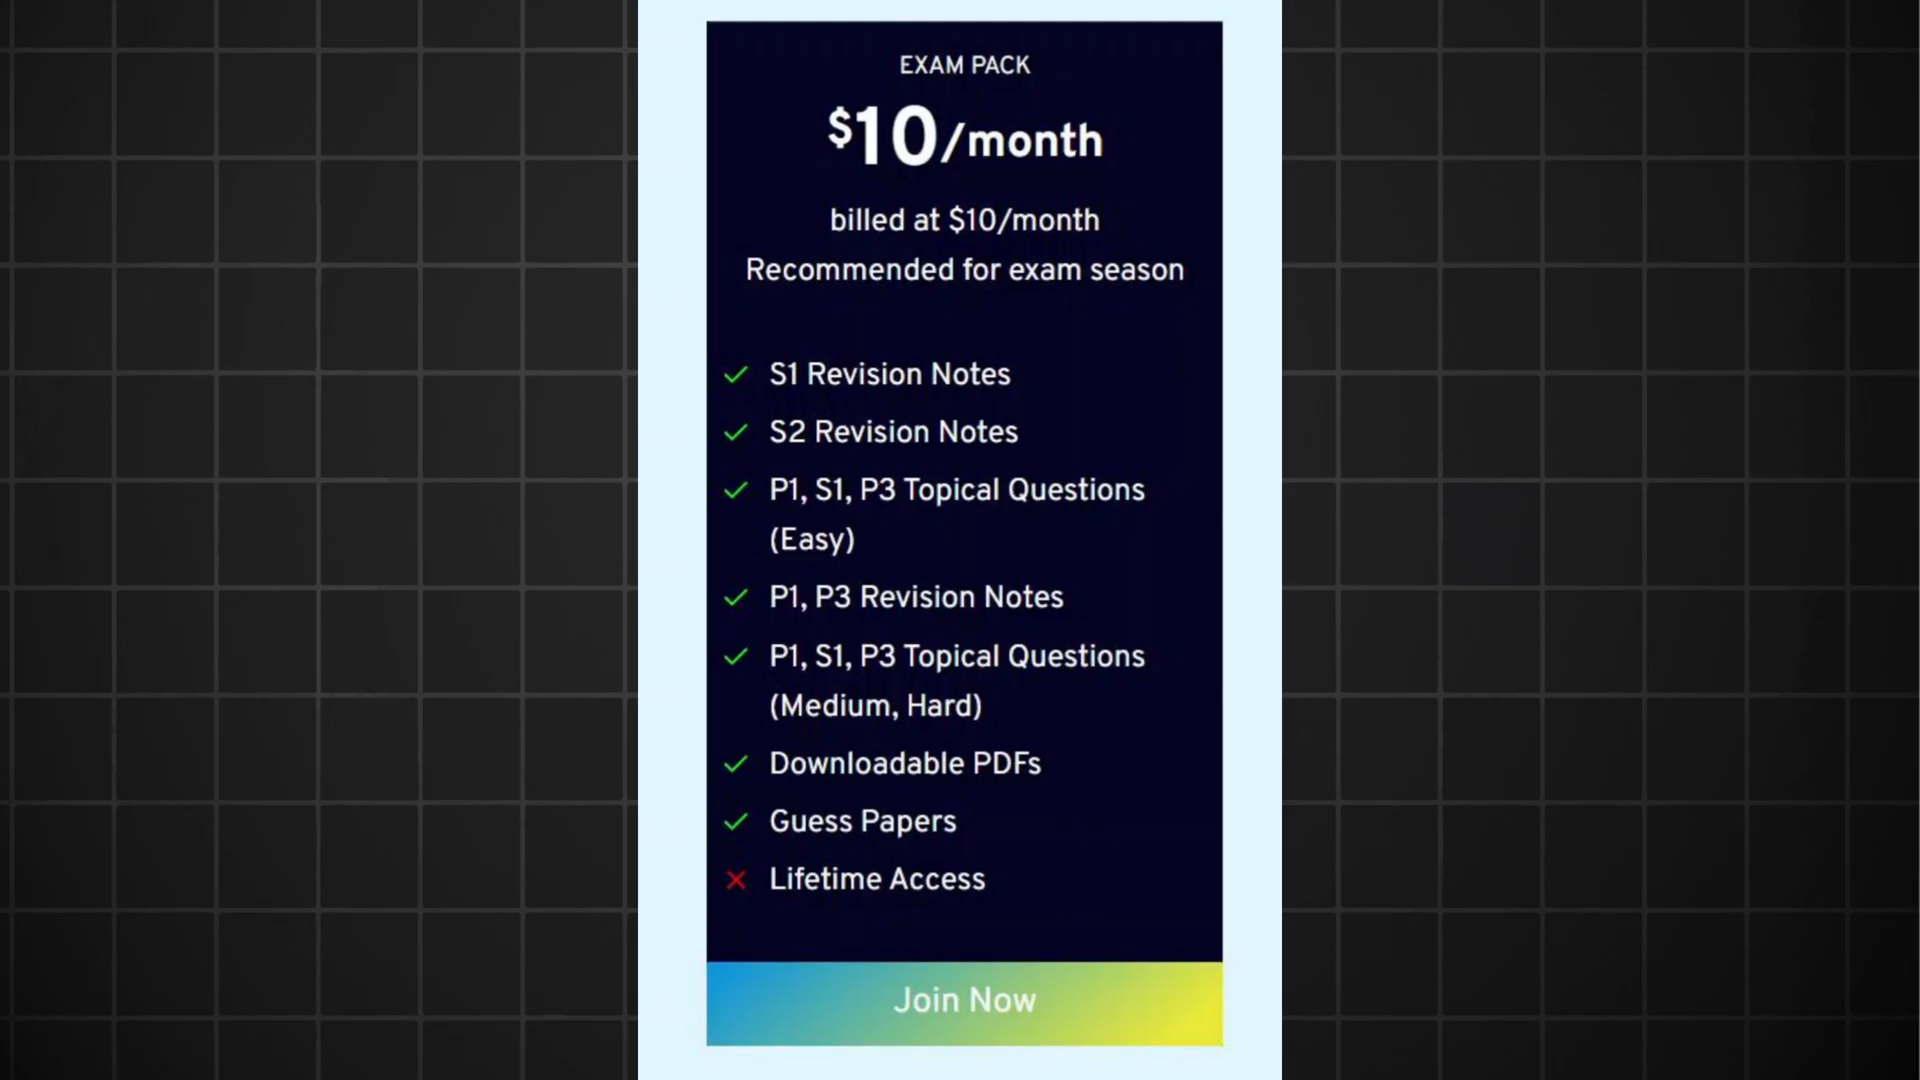 EXAM PACK
$10/month
billed at $10/month
Recommended for exam season
S1 Revision Notes
S2 Revision Notes
P1, S1, P3 Topical Questions
(Easy)
P1, P3 Revision Notes
P1, S1, P3 Topical Questions
(Medium, Hard)
Downloadable PDFs
Guess Papers
Lifetime Access
Join Now